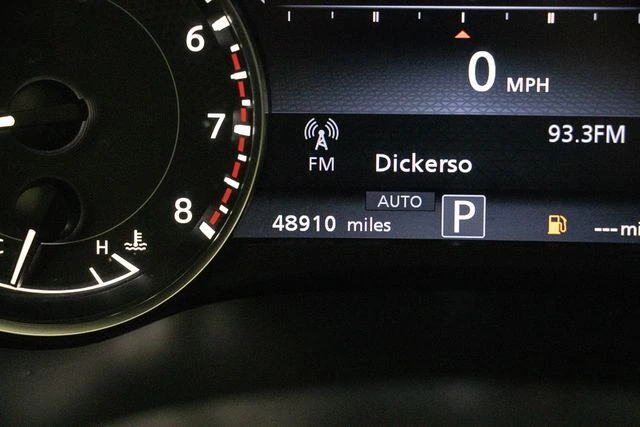 6
0 MPH
7
93.3FM
FM Dickerso
AUTO
8
48910 miles P ---mi
C H